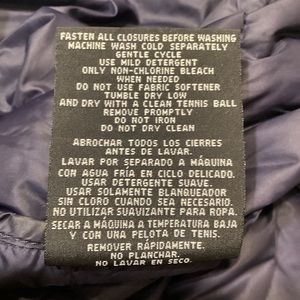 FASTEN ALL CLOSURES BEFORE WASHING
MACHINE WASH COLD SEPARATELY
GENTLE CYCLE
USE MILD DETERGENT
ONLY NON-CHLORINE BLEACH
WHEN NEEDED
DO NOT USE FABRIC SOFTENER
TUMBLE DRY LOW
AND DRY WITH A CLEAN TENNIS BALL
REMOVE PROMPTLY
DO NOT IRON
DO NOT DRY CLEAN
ABROCHAR TODOS LOS CIERRES
ANTES DE LAVAR.
LAVAR POR SEPARADO A MÁQUINA
CON AGUA FRÍA EN CICLO DELICADO.
USAR DETERGENTE SUAVE.
USAR SOLAMENTE BLANQUEADOR
SIN CLORO CUANDO SEA NECESARIO.
NO UTILIZAR SUAVIZANTE PARA ROPA.
SECAR A MÁQUINA A TEMPERATURA BAJA
Y CON UNA PELOTA DE TENIS.
REMOVER RÁPIDAMENTE.
NO PLANCHAR.
NO LAVAR EN SECO.